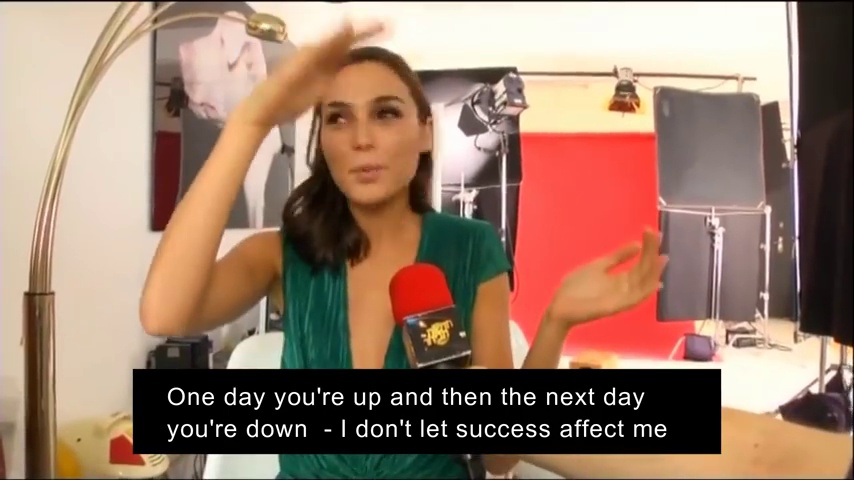 One day you're up and then the next day
you're down  - I don't let success affect me